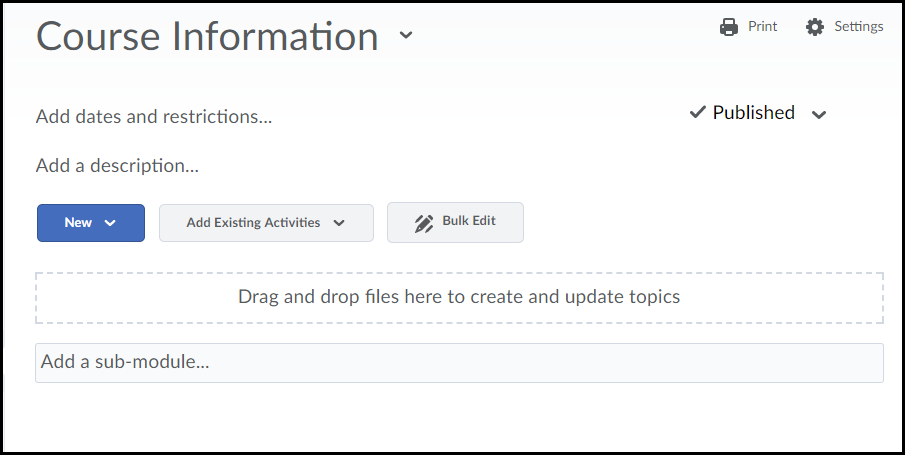 Course Information
Print
Settings
Add dates and restrictions...
Published
Add a description...
New
Add Existing Activities
Bulk Edit
Drag and drop files here to create and update topics
Add a sub-module...